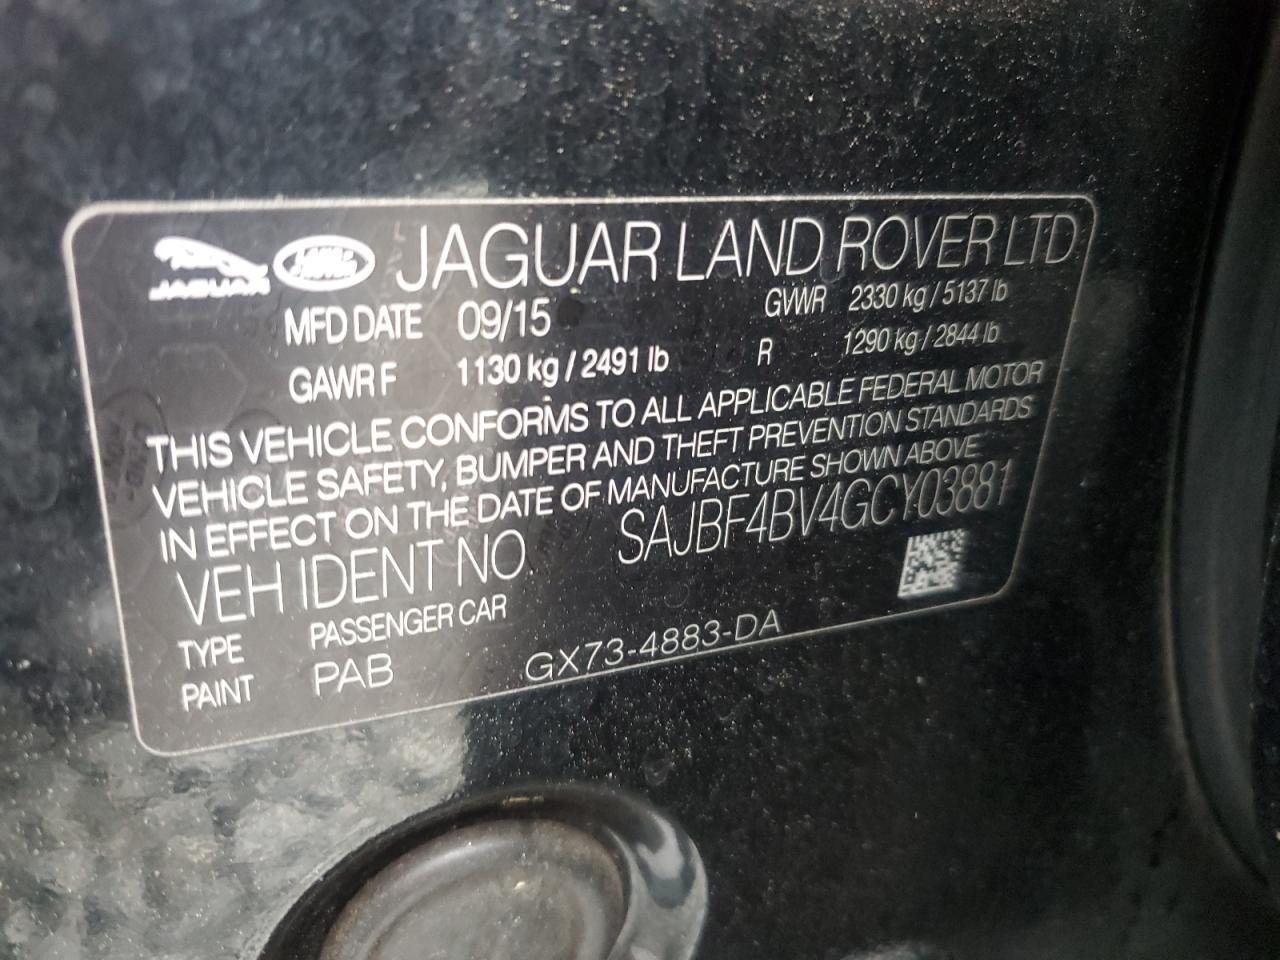 JAGUAR LAND ROVER JAGUAR LAND ROVER LTD
MFD DATE 09/15 GVWR 2330 kg / 5137 lb
GAWR F 1130 kg / 2491 lb R 1290 kg / 2844 lb
THIS VEHICLE CONFORMS TO ALL APPLICABLE FEDERAL MOTOR
VEHICLE SAFETY, BUMPER AND THEFT PREVENTION STANDARDS
IN EFFECT ON THE DATE OF MANUFACTURE SHOWN ABOVE
VEH IDENT NO. SAJBF4BV4GCY03881
TYPE PASSENGER CAR
PAINT PAB GX73-4883-DA